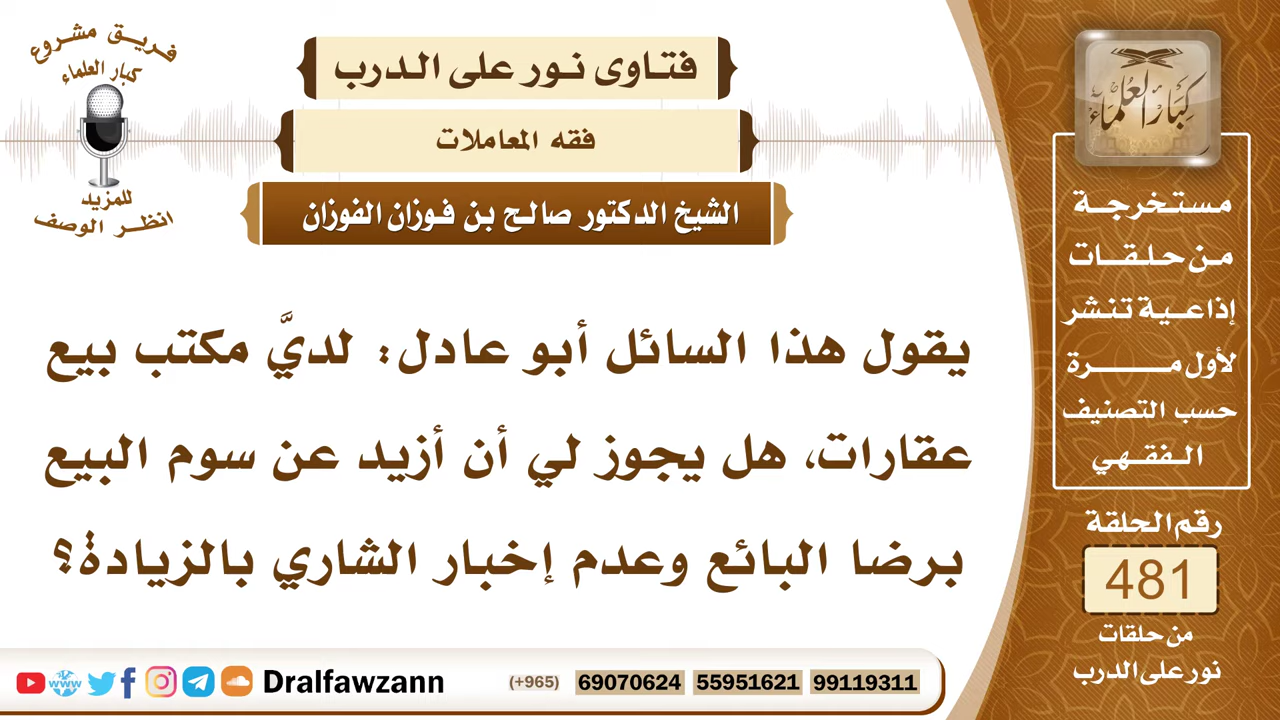 فريق مشروع
كبار العلماء
للمزيد
انظر الوصف
فتاوى نور على الدرب
فقه المعاملات
الشيخ الدكتور صالح بن فوزان الفوزان
يقول هذا السائل أبو عادل: لديَّ مكتب بيع
عقارات، هل يجوز لي أن أزيد عن سوم البيع
برضا البائع وعدم إخبار الشاري بالزيادة؟
كبار العلماء
مستخرجة
من حلقات
إذاعية تنشر
لأول مرة
حسب التصنيف
الفقهي
رقم الحلقة
481
من حلقات
نور على الدرب
www Dralfawzann (+965) 69070624 55951621 99119311